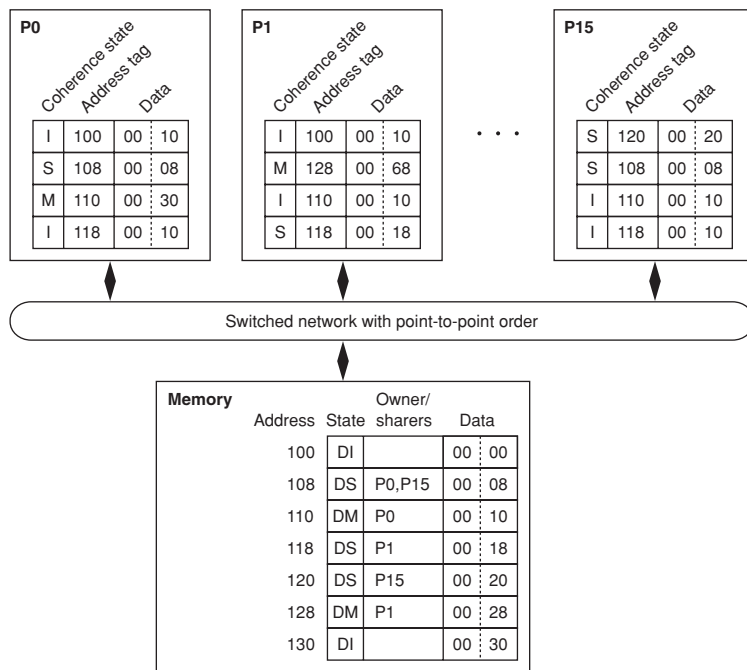 P0
Coherence state
Address tag
Data
I 100 00 10
S 108 00 08
M 110 00 30
I 118 00 10
P1
Coherence state
Address tag
Data
I 100 00 10
M 128 00 68
I 110 00 10
S 118 00 18
. . .
P15
Coherence state
Address tag
Data
S 120 00 20
S 108 00 08
I 110 00 10
I 118 00 10
Switched network with point-to-point order
Memory
Address State Owner/
sharers Data
100 DI 00 00
108 DS P0,P15 00 08
110 DM P0 00 10
118 DS P1 00 18
120 DS P15 00 20
128 DM P1 00 28
130 DI 00 30